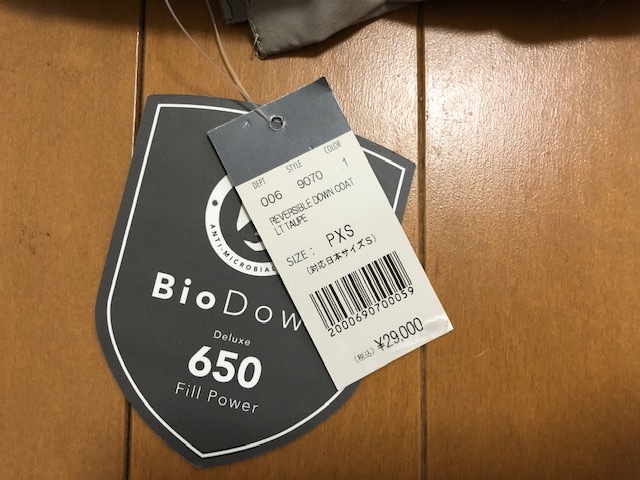 DEPT STYLE COLOR
006 9070 1
REVERSIBLE DOWN COAT
LT TAUPE
SIZE: PXS
(対応日本サイズS)
2000690700059
(税込) ¥29,000
ANTI-MICROBIAL
BioDow
Deluxe
650
Fill Power